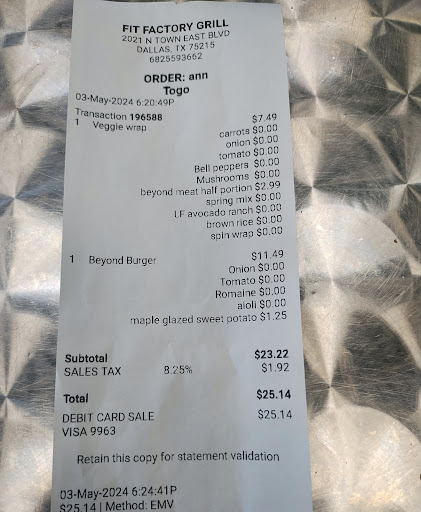 FIT FACTORY GRILL
2021 N TOWN EAST BLVD
DALLAS, TX 75215
6825593662
ORDER: ann
Togo
03-May-2024 6:20:49P
Transaction 196588
1 Veggie wrap $7.49
carrots $0.00
onion $0.00
tomato $0.00
Bell peppers $0.00
Mushrooms $0.00
beyond meat half portion $2.99
spring mix $0.00
LF avocado ranch $0.00
brown rice $0.00
spin wrap $0.00
1 Beyond Burger $11.49
Onion $0.00
Tomato $0.00
Romaine $0.00
aioli $0.00
maple glazed sweet potato $1.25
Subtotal $23.22
SALES TAX 8.25% $1.92
Total $25.14
DEBIT CARD SALE $25.14
VISA 9963
Retain this copy for statement validation
03-May-2024 6:24:41P
$25.14 | Method: EMV